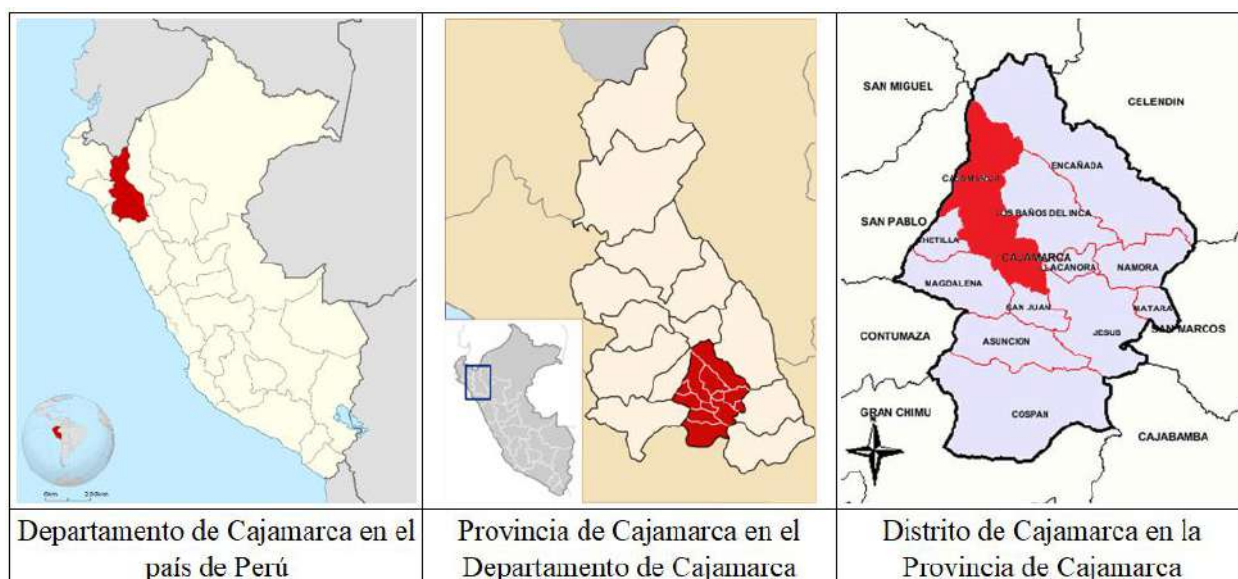 SAN MIGUEL
CELENDIN
ENCAÑADA
CAJAMARCA
LOS BAÑOS DEL INCA
SAN PABLO
CHETILLA
CAJAMARCA
LLACANORA
NAMORA
MAGDALENA
SAN JUAN
MATARA
CONTUMAZA
ASUNCION
JESUS
SAN MARCOS
GRAN CHIMU
COSPAN
CAJABAMBA
Departamento de Cajamarca en el
país de Perú
Provincia de Cajamarca en el
Departamento de Cajamarca
Distrito de Cajamarca en la
Provincia de Cajamarca